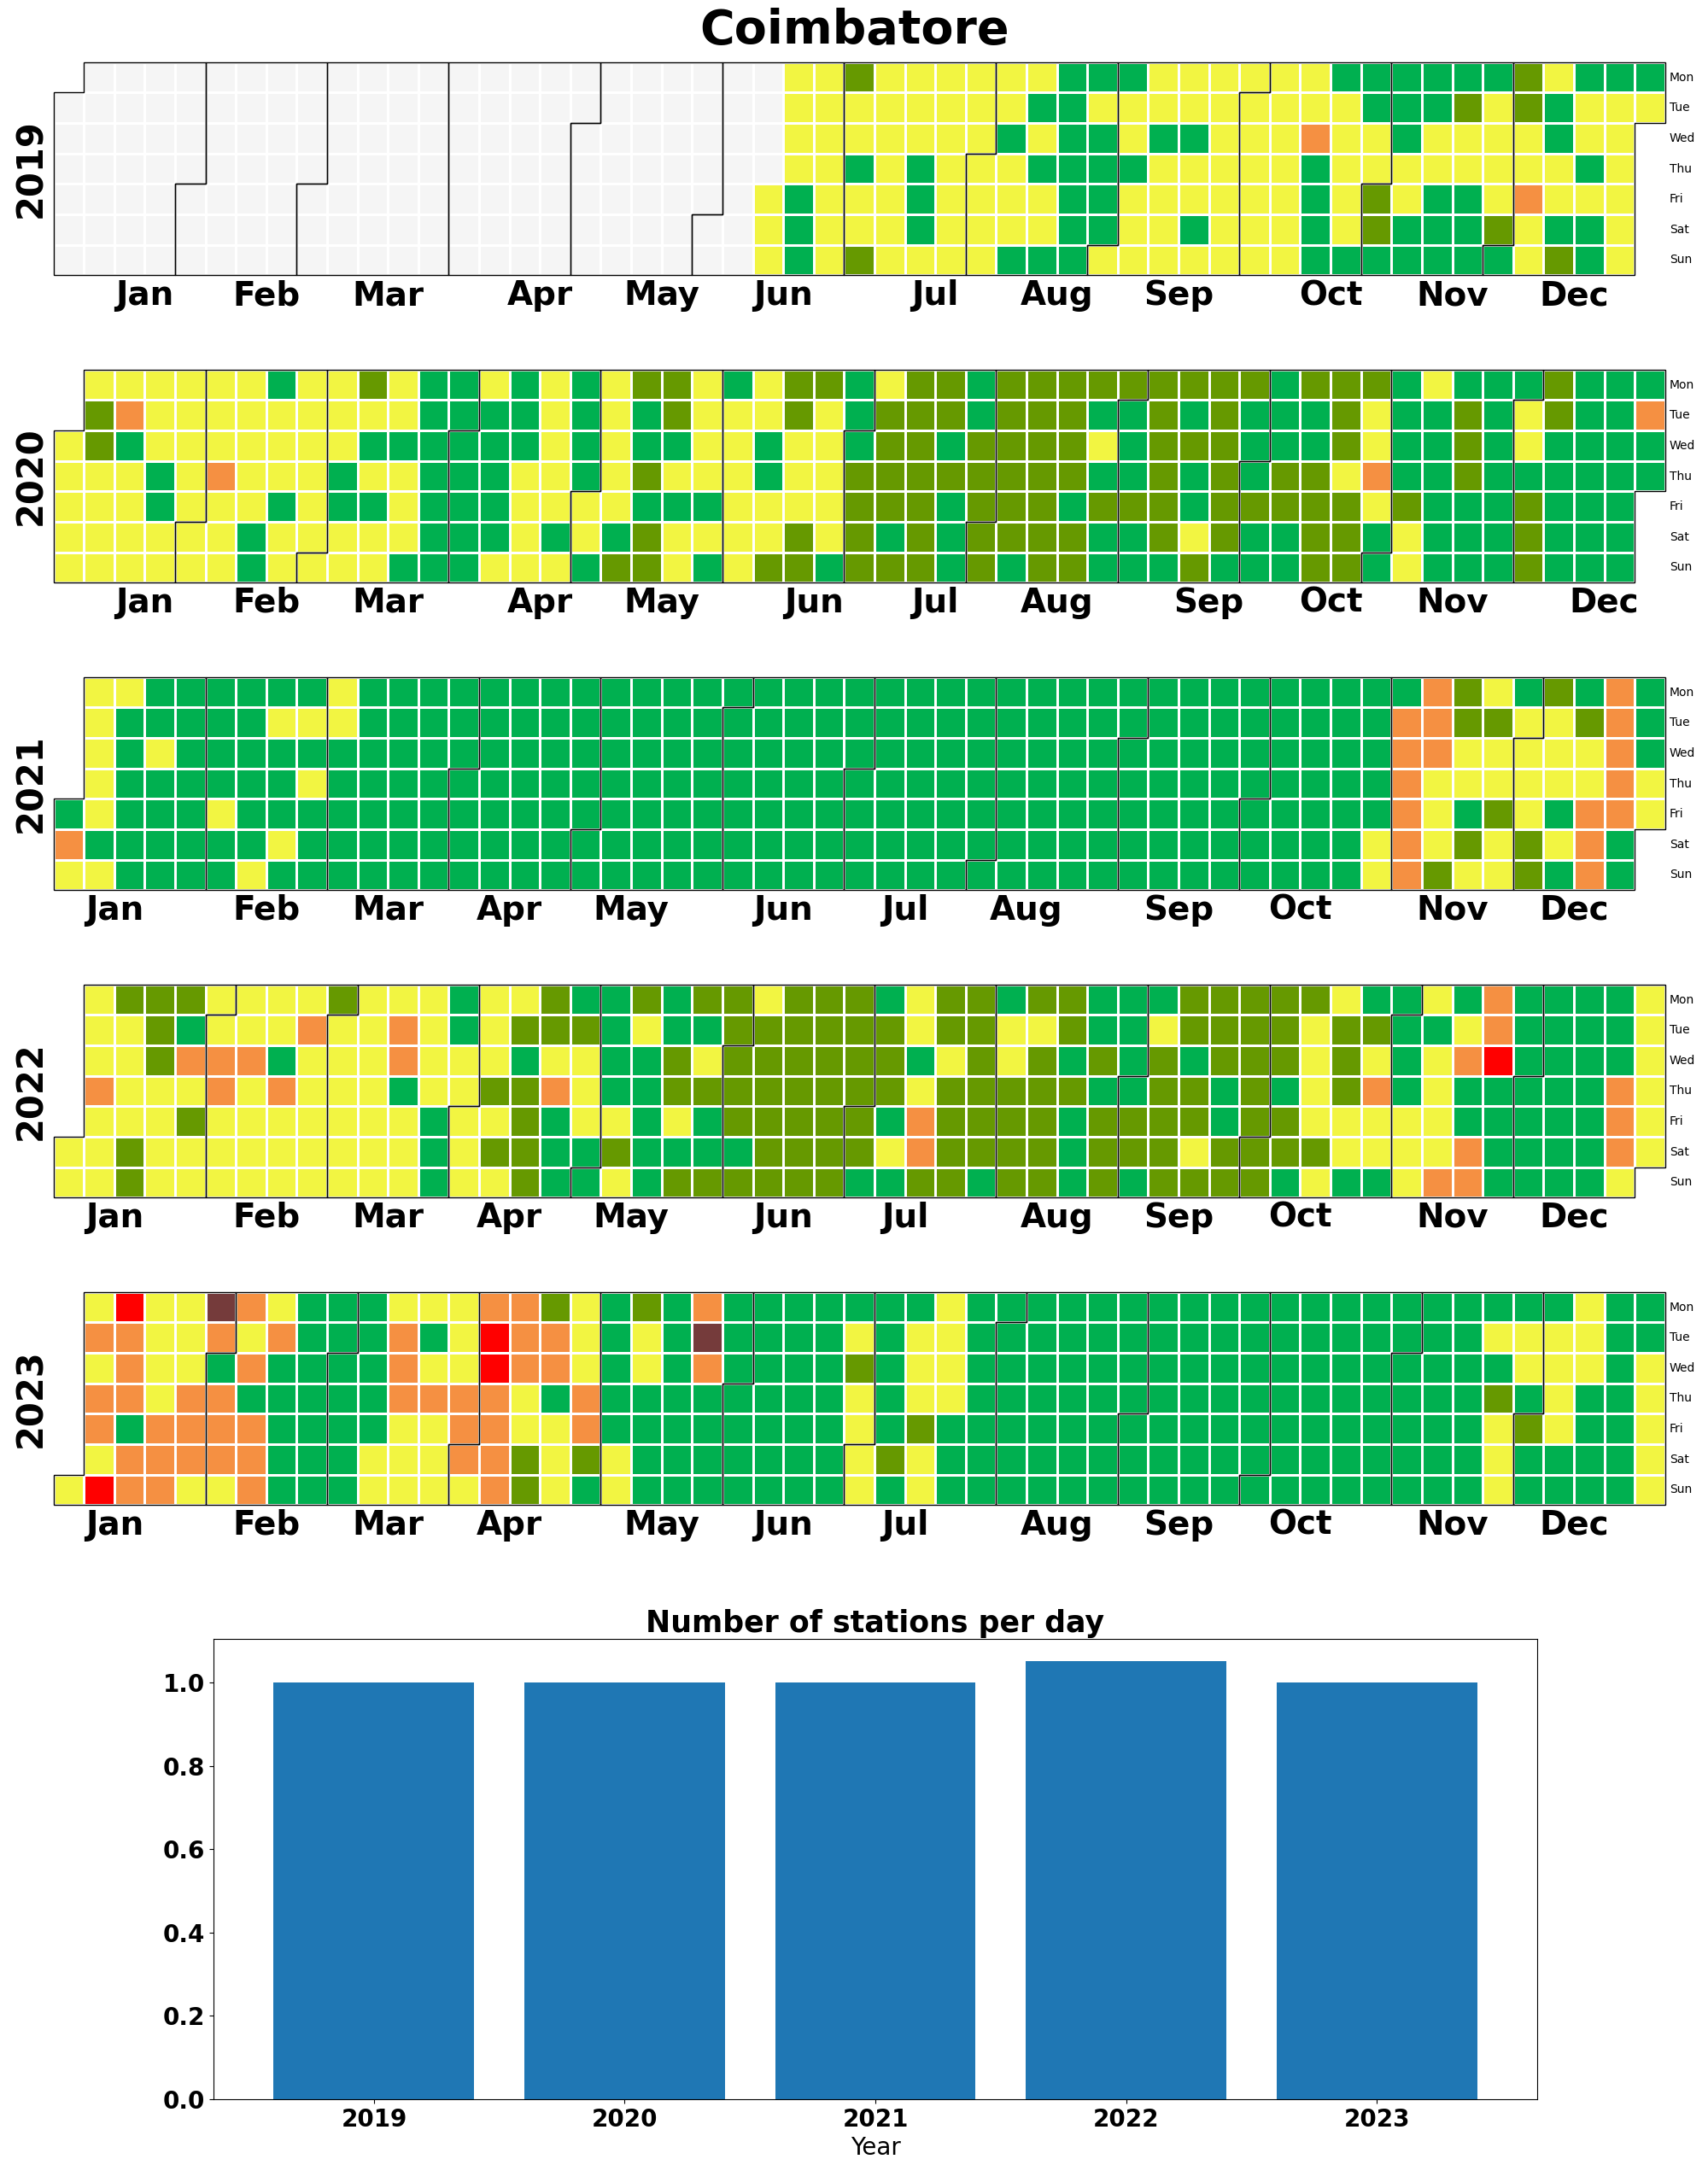 Coimbatore
2019
Mon
Tue
Wed
Thu
Fri
Sat
Sun
Jan Feb Mar Apr May Jun Jul Aug Sep Oct Nov Dec
2020
Mon
Tue
Wed
Thu
Fri
Sat
Sun
Jan Feb Mar Apr May Jun Jul Aug Sep Oct Nov Dec
2021
Mon
Tue
Wed
Thu
Fri
Sat
Sun
Jan Feb Mar Apr May Jun Jul Aug Sep Oct Nov Dec
2022
Mon
Tue
Wed
Thu
Fri
Sat
Sun
Jan Feb Mar Apr May Jun Jul Aug Sep Oct Nov Dec
2023
Mon
Tue
Wed
Thu
Fri
Sat
Sun
Jan Feb Mar Apr May Jun Jul Aug Sep Oct Nov Dec
Number of stations per day
1.0
0.8
0.6
0.4
0.2
0.0
2019 2020 2021 2022 2023
Year